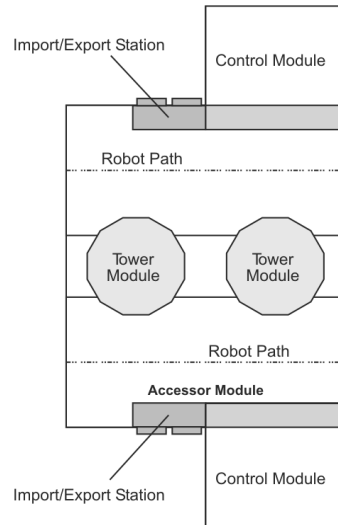 Import/Export Station
Control Module
Robot Path
Tower
Module
Tower
Module
Robot Path
Accessor Module
Control Module
Import/Export Station